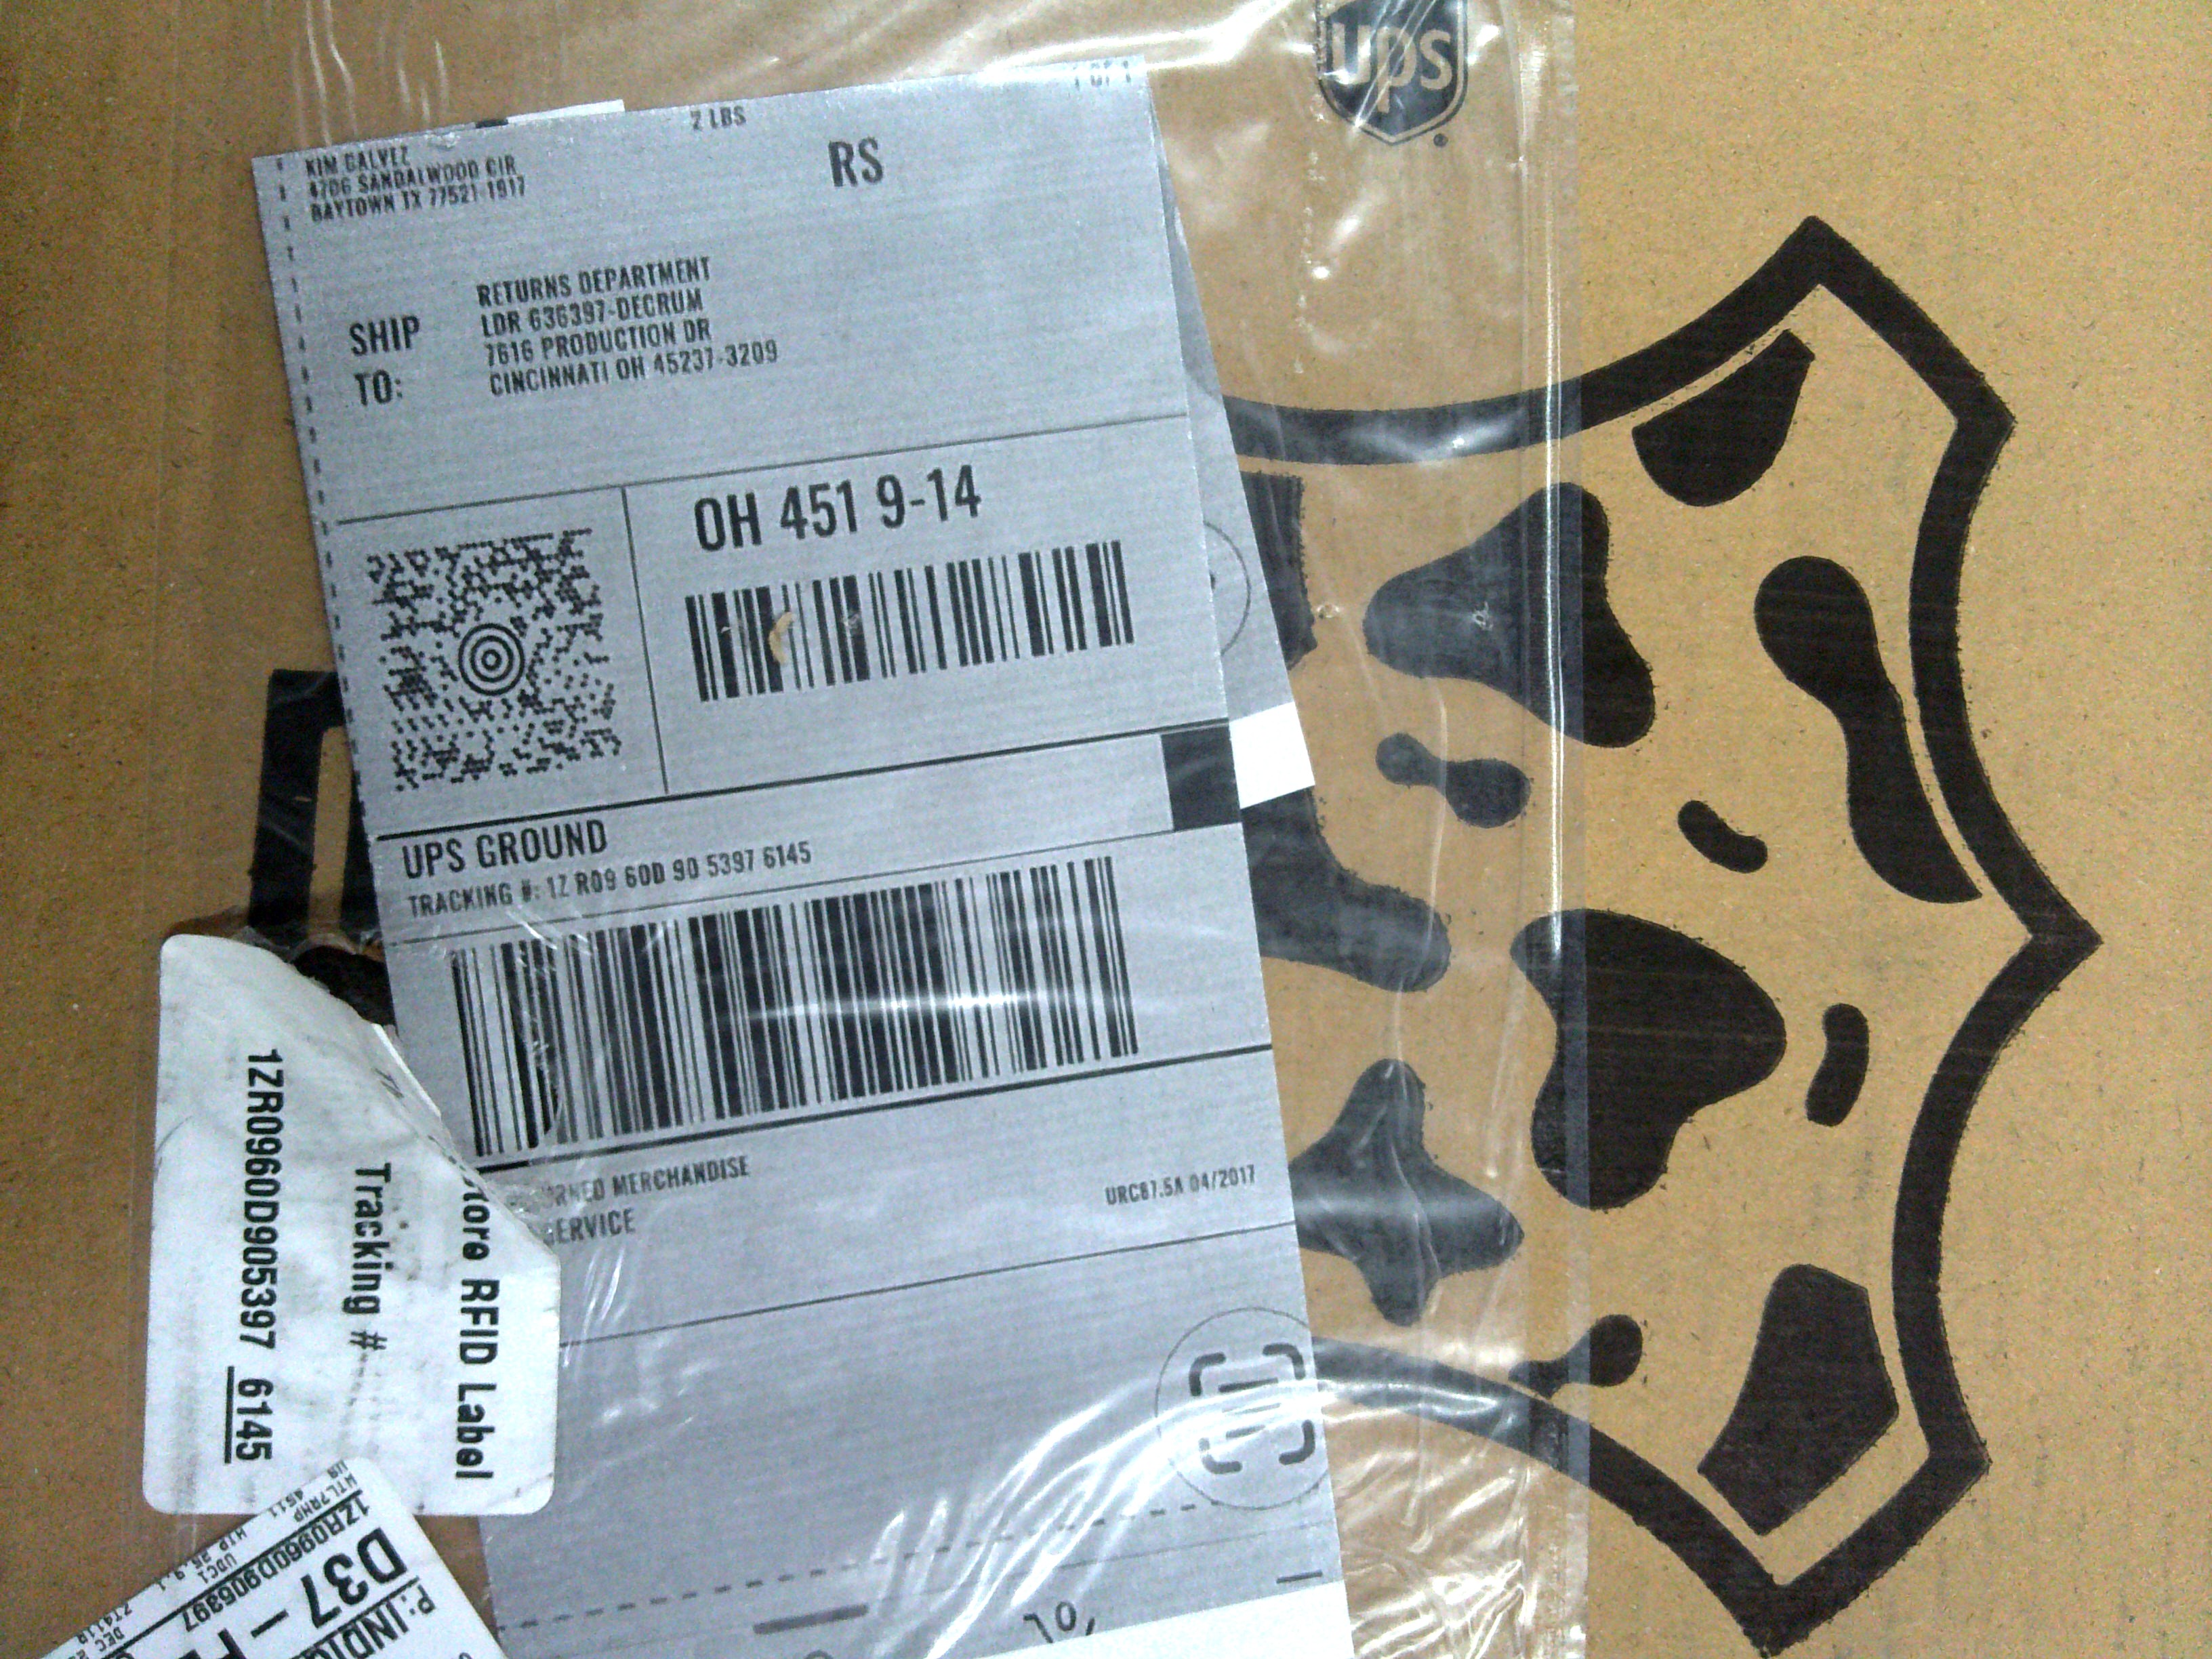 ups
1 OF 1
2 LBS
KIM GALVEZ
4706 SANDALWOOD CIR
BAYTOWN TX 77521-1917
RS
SHIP TO:
RETURNS DEPARTMENT
LDR 636397-DECRUM
7616 PRODUCTION DR
CINCINNATI OH 45237-3209
OH 451 9-14
UPS GROUND
TRACKING #: 1Z R09 60D 90 5397 6145
MERCHANDISE
SERVICE
URC87.5A 04/2017
RFID Label
Tracking #
1ZR0960D905397 6145
D37